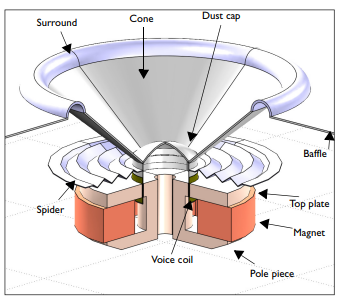 Surround
Cone
Dust cap
Baffle
Spider
Top plate
Magnet
Voice coil
Pole piece